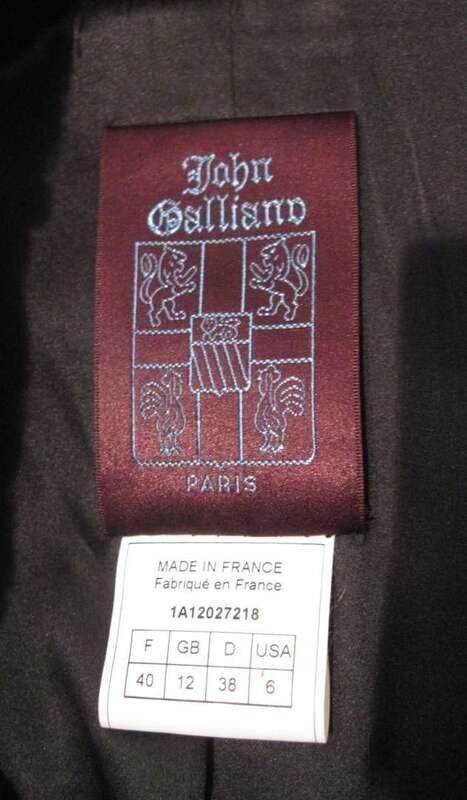 John
Galliano
PARIS
MADE IN FRANCE
Fabriqué en France
1A12027218
F GB D USA
40 12 38 6